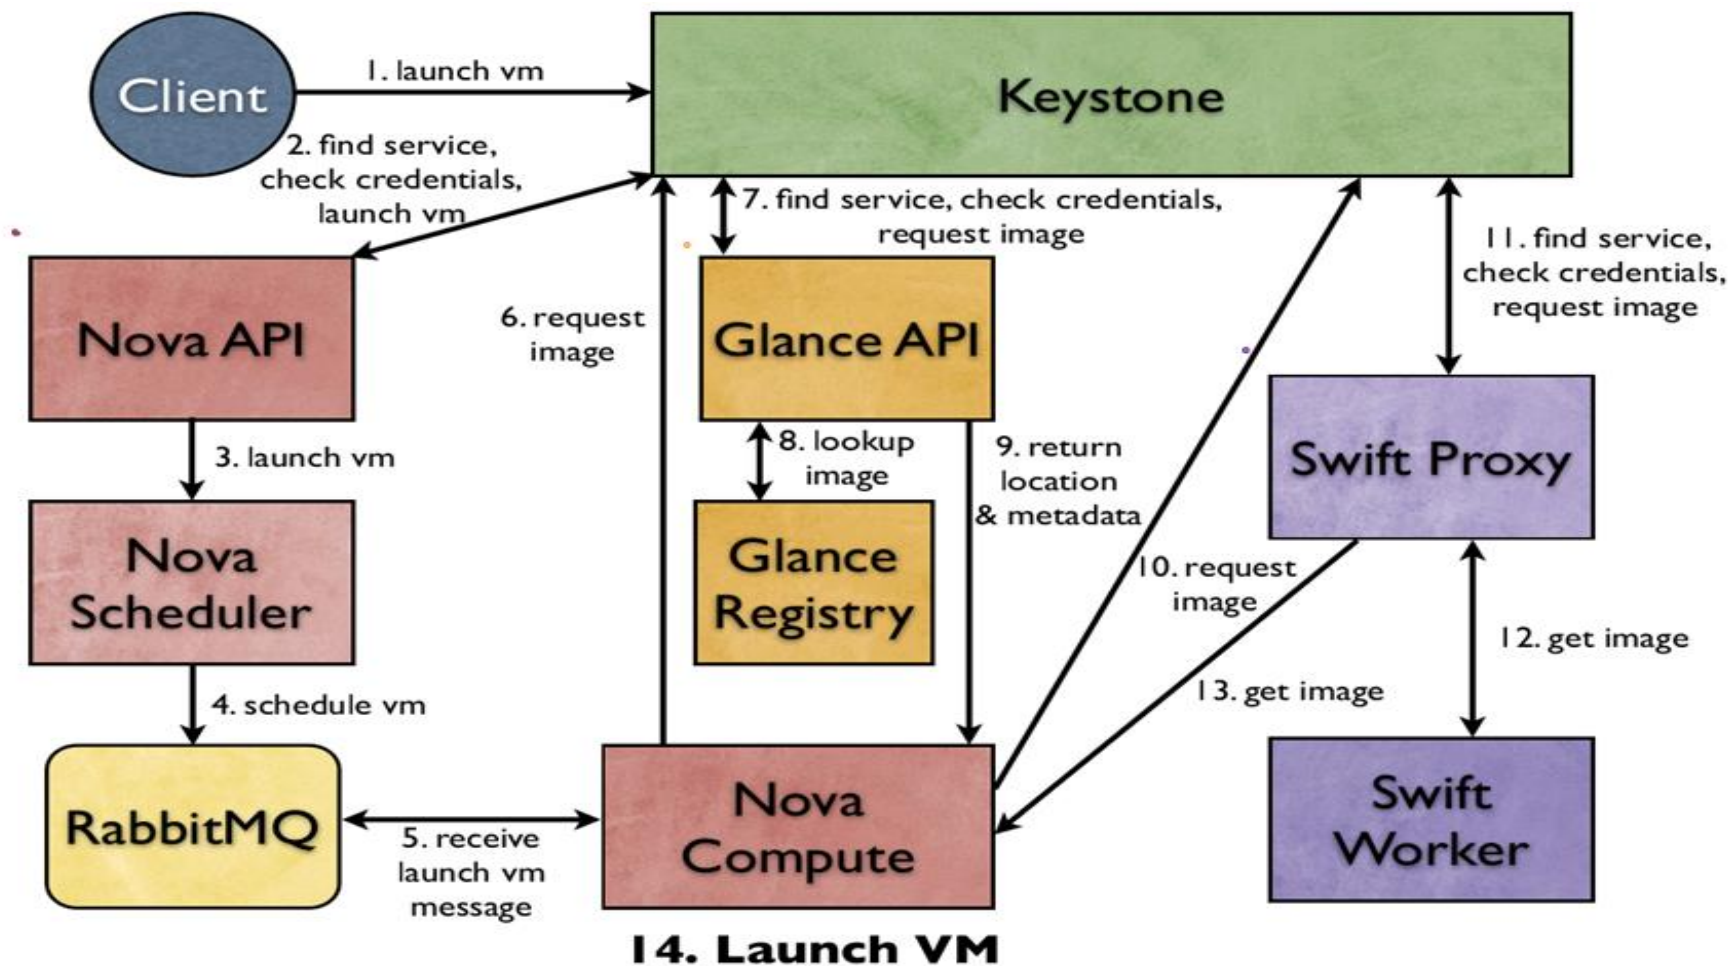 Client
1. launch vm
Keystone
2. find service,
check credentials,
launch vm
7. find service, check credentials,
request image
11. find service,
check credentials,
request image
Nova API
6. request
image
Glance API
3. launch vm
8. lookup
image
9. return
location
& metadata
Swift Proxy
Nova
Scheduler
Glance
Registry
10. request
image
12. get image
4. schedule vm
13. get image
RabbitMQ
5. receive
launch vm
message
Nova
Compute
Swift
Worker
14. Launch VM